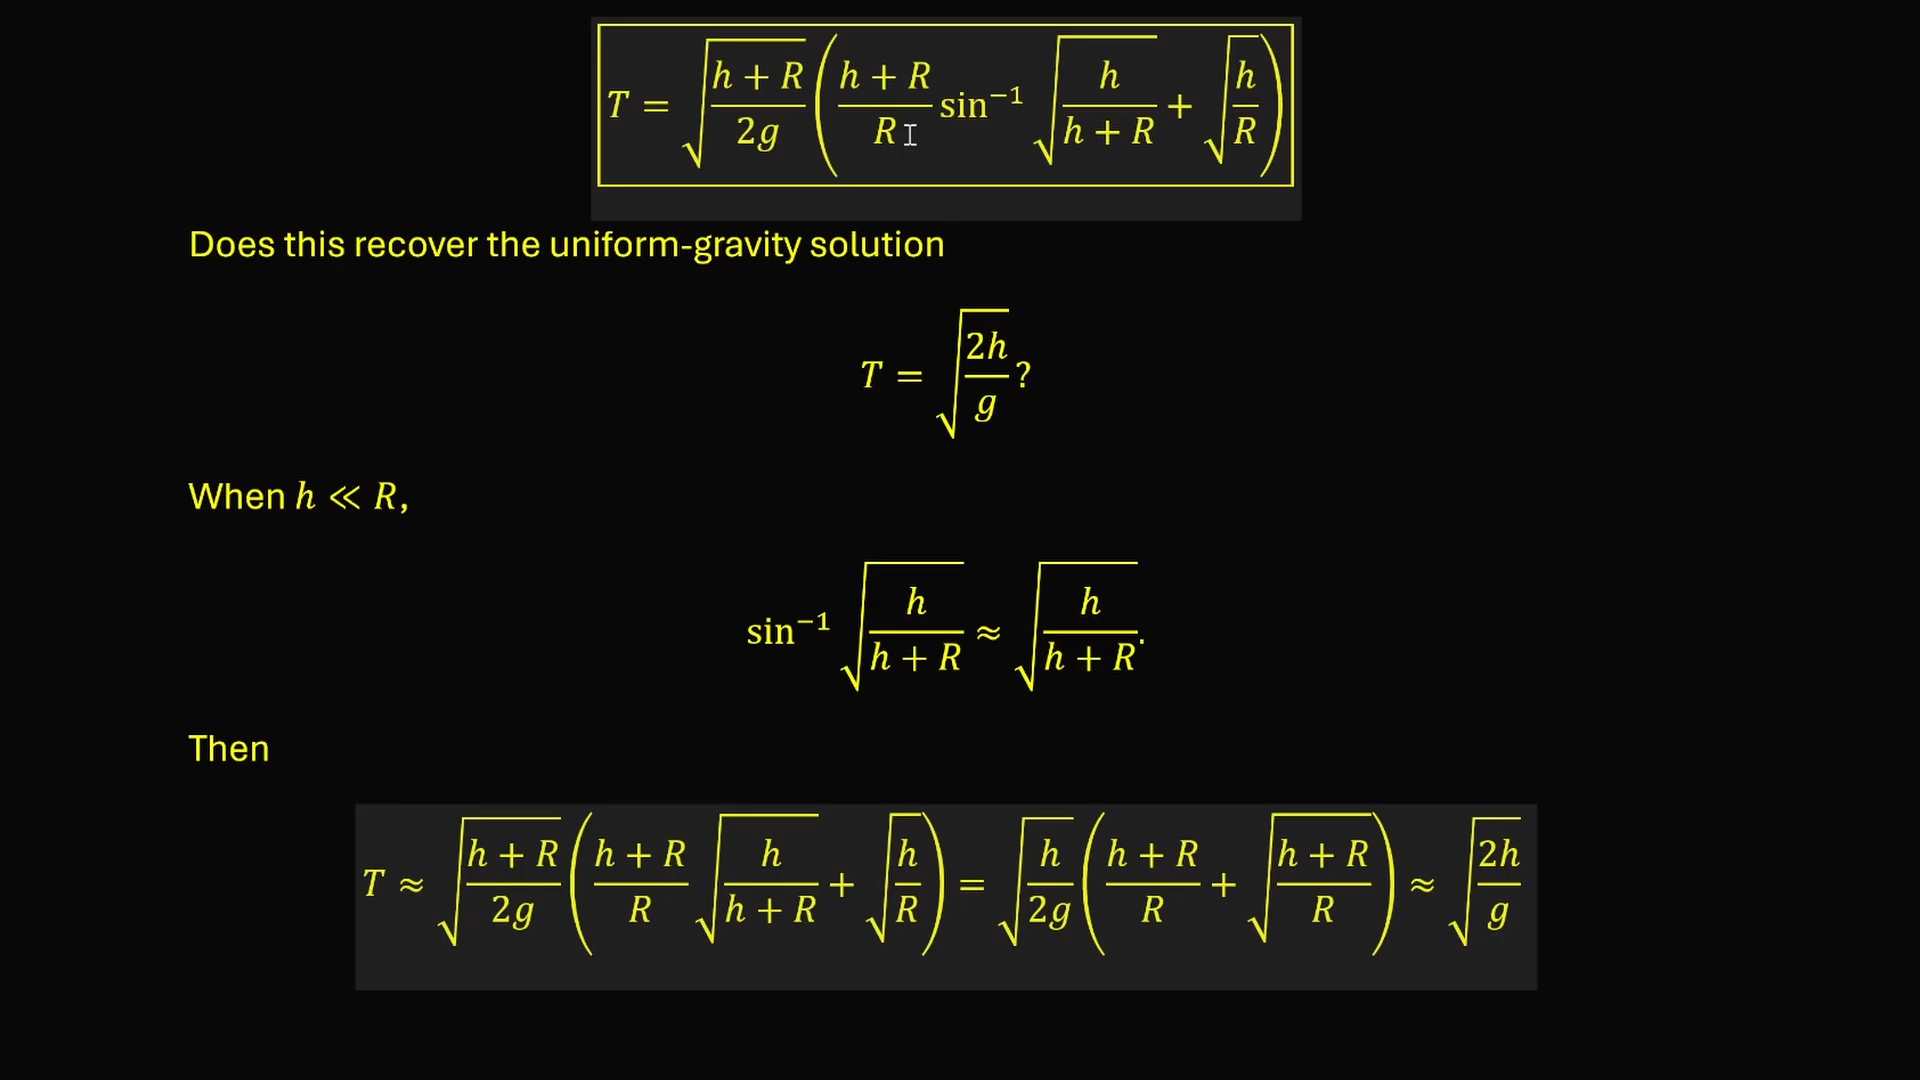 T = √((h + R)/(2g)) ((h + R)/R sin⁻¹ √(h/(h + R)) + √(h/R))
Does this recover the uniform-gravity solution
T = √(2h/g) ?
When h ≪ R,
sin⁻¹ √(h/(h + R)) ≈ √(h/(h + R)).
Then
T ≈ √((h + R)/(2g)) ((h + R)/R √(h/(h + R)) + √(h/R)) = √(h/(2g)) ((h + R)/R + √((h + R)/R)) ≈ √(2h/g)